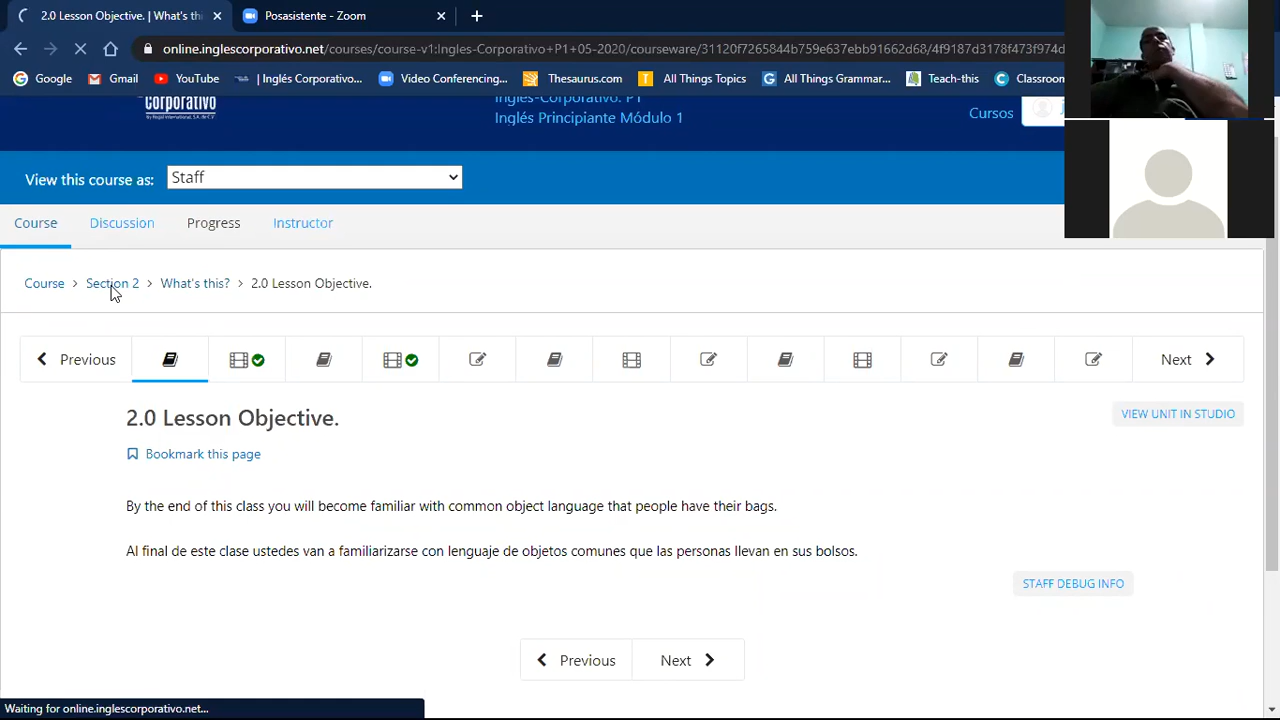 2.0 Lesson Objective. | What's thi
Posasistente - Zoom
online.inglescorporativo.net/courses/course-v1:Ingles-Corporativo+P1+05-2020/courseware/31120f7265844b759e637ebb91662d68/4f9187d3178f473f974d
Google
Gmail
YouTube
| Inglés Corporativo...
Video Conferencing...
Thesaurus.com
All Things Topics
All Things Grammar...
Teach-this
Classroom
corporativo
Ingles-Corporativo: P1
Inglés Principiante Módulo 1
Cursos
View this course as:
Staff
Course
Discussion
Progress
Instructor
Course > Section 2 > What's this? > 2.0 Lesson Objective.
Previous
Next
2.0 Lesson Objective.
VIEW UNIT IN STUDIO
Bookmark this page
By the end of this class you will become familiar with common object language that people have their bags.
Al final de este clase ustedes van a familiarizarse con lenguaje de objetos comunes que las personas llevan en sus bolsos.
STAFF DEBUG INFO
Previous
Next
Waiting for online.inglescorporativo.net...